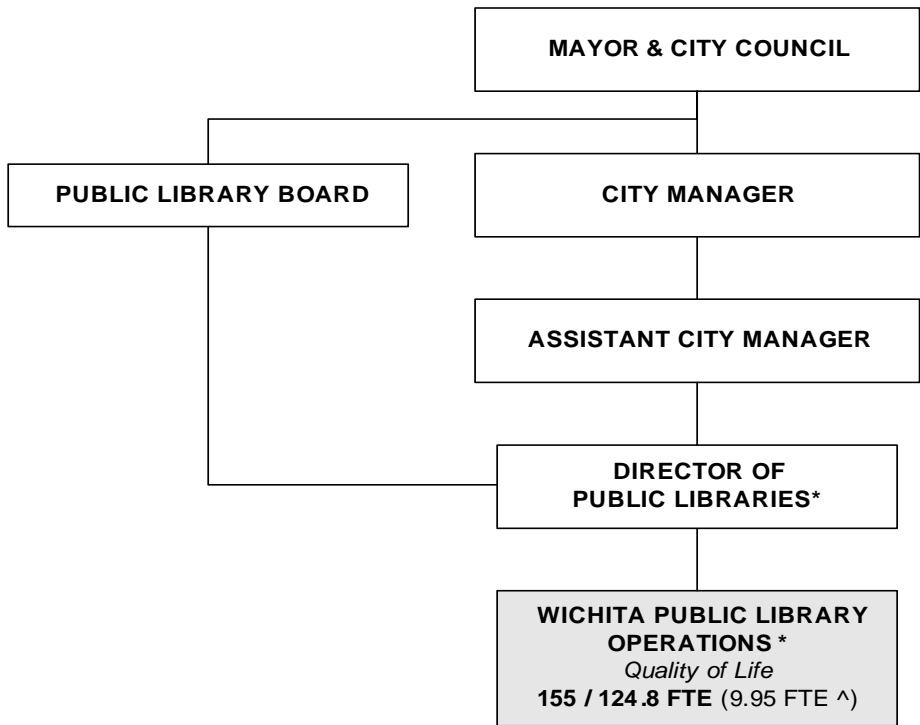 MAYOR & CITY COUNCIL
PUBLIC LIBRARY BOARD
CITY MANAGER
ASSISTANT CITY MANAGER
DIRECTOR OF
PUBLIC LIBRARIES*
WICHITA PUBLIC LIBRARY
OPERATIONS *
Quality of Life
155 / 124.8 FTE (9.95 FTE ^)